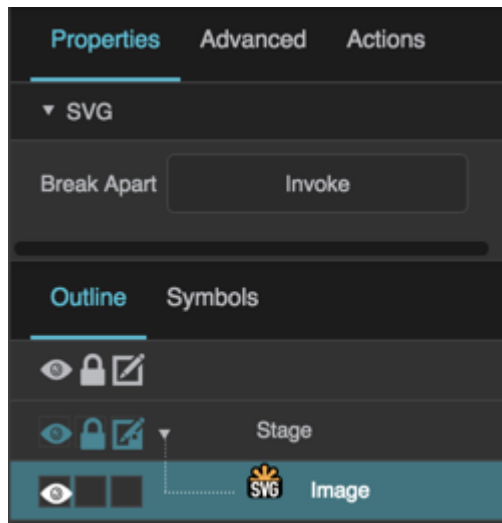 Properties Advanced Actions
SVG
Break Apart Invoke
Outline Symbols
Stage
SVG Image